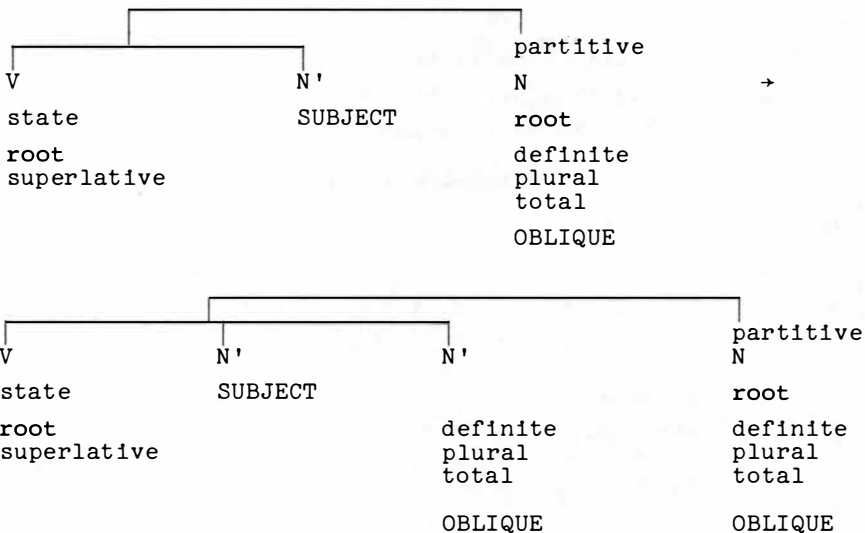 partitive
V N' N →
state SUBJECT root
root definite
superlative plural
total
OBLIQUE
partitive
V N' N' N
state SUBJECT root
root definite definite
superlative plural plural
total total
OBLIQUE OBLIQUE